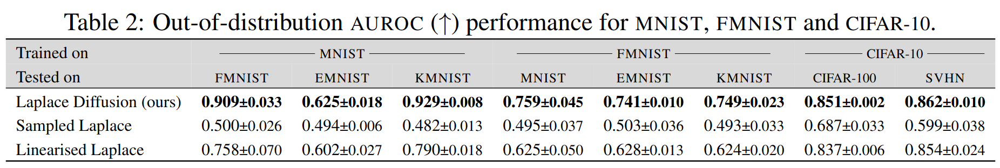 Table 2: Out-of-distribution AUROC (↑) performance for MNIST, FMNIST and CIFAR-10.
Trained on MNIST FMNIST CIFAR-10
Tested on FMNIST EMNIST KMNIST MNIST EMNIST KMNIST CIFAR-100 SVHN
Laplace Diffusion (ours) 0.909±0.033 0.625±0.018 0.929±0.008 0.759±0.045 0.741±0.010 0.749±0.023 0.851±0.002 0.862±0.010
Sampled Laplace 0.500±0.026 0.494±0.006 0.482±0.013 0.495±0.037 0.503±0.036 0.493±0.033 0.687±0.033 0.599±0.038
Linearised Laplace 0.758±0.070 0.602±0.027 0.790±0.018 0.625±0.050 0.628±0.013 0.624±0.020 0.837±0.006 0.854±0.024